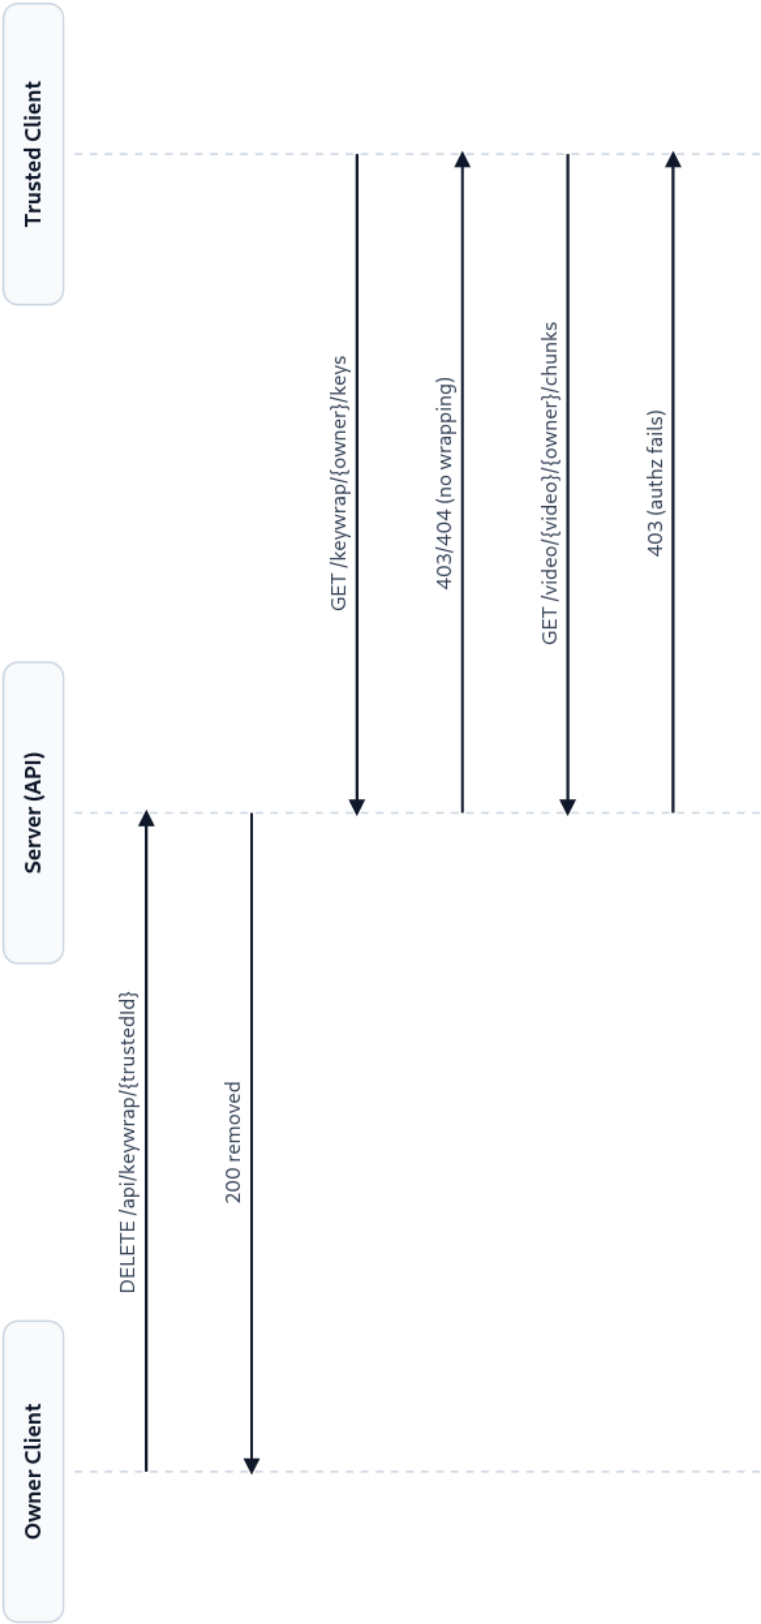 Owner Client
Server (API)
Trusted Client
DELETE /api/keywrap/{trustedId}
200 removed
GET /keywrap/{owner}/keys
403/404 (no wrapping)
GET /video/{video}/{owner}/chunks
403 (authz fails)